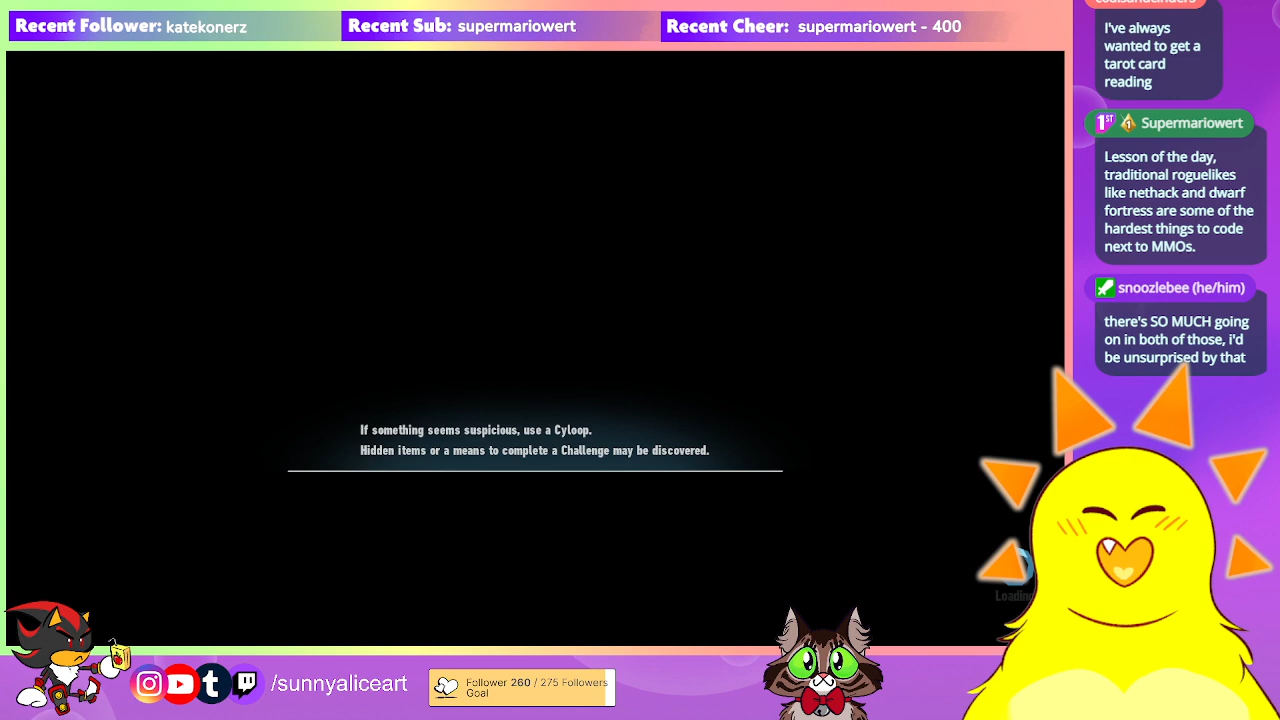 Recent Follower: katekonerz
Recent Sub: supermariowert
Recent Cheer: supermariowert - 400
I've always
wanted to get a
tarot card
reading
1ST 1 Supermariowert
Lesson of the day,
traditional roguelikes
like nethack and dwarf
fortress are some of the
hardest things to code
next to MMOs.
snoozlebee (he/him)
there's SO MUCH going
on in both of those, i'd
be unsurprised by that
If something seems suspicious, use a Cyloop.
Hidden items or a means to complete a Challenge may be discovered.
Loading
/sunnyaliceart
Follower 260 / 275 Followers
Goal